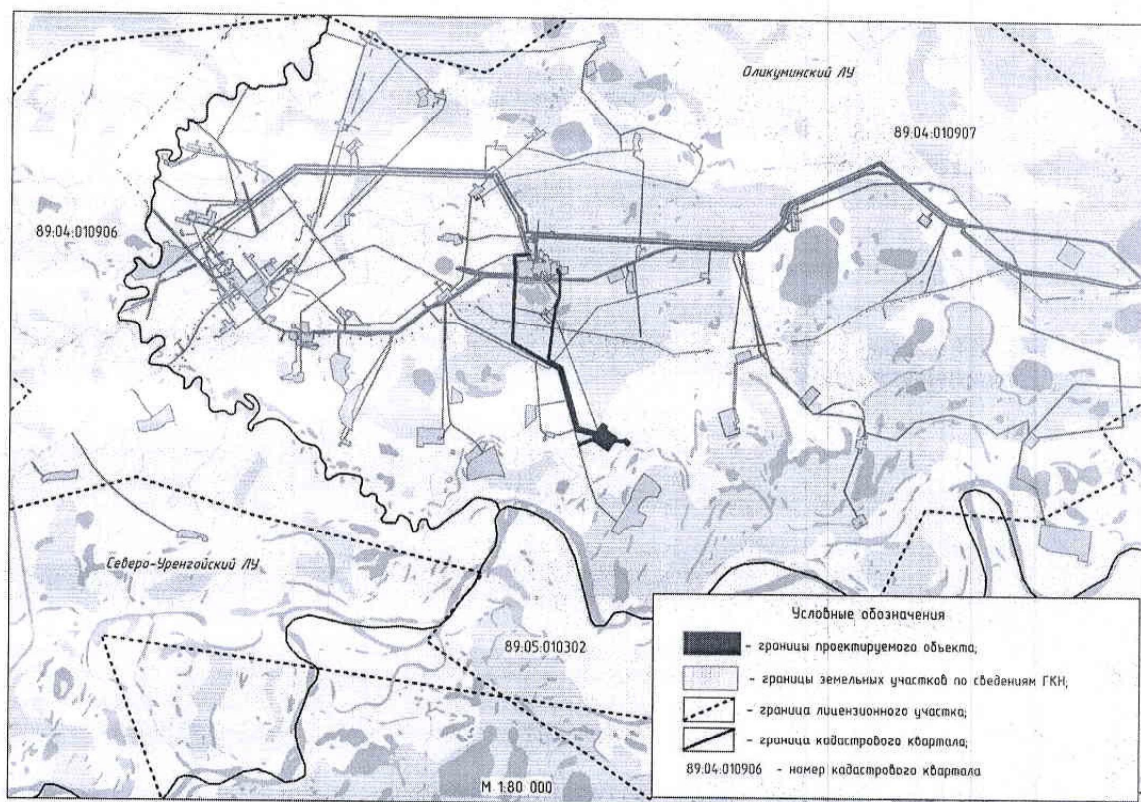 Оликуминский ЛУ
89:04:010907
89:04:010906
Северо-Уренгойский ЛУ
89:05:010302
М 1:80 000
Условные обозначения
- границы проектируемого объекта;
- границы земельных участков по сведениям ГКН;
- граница лицензионного участка;
- граница кадастрового квартала;
89:04:010906 - номер кадастрового квартала